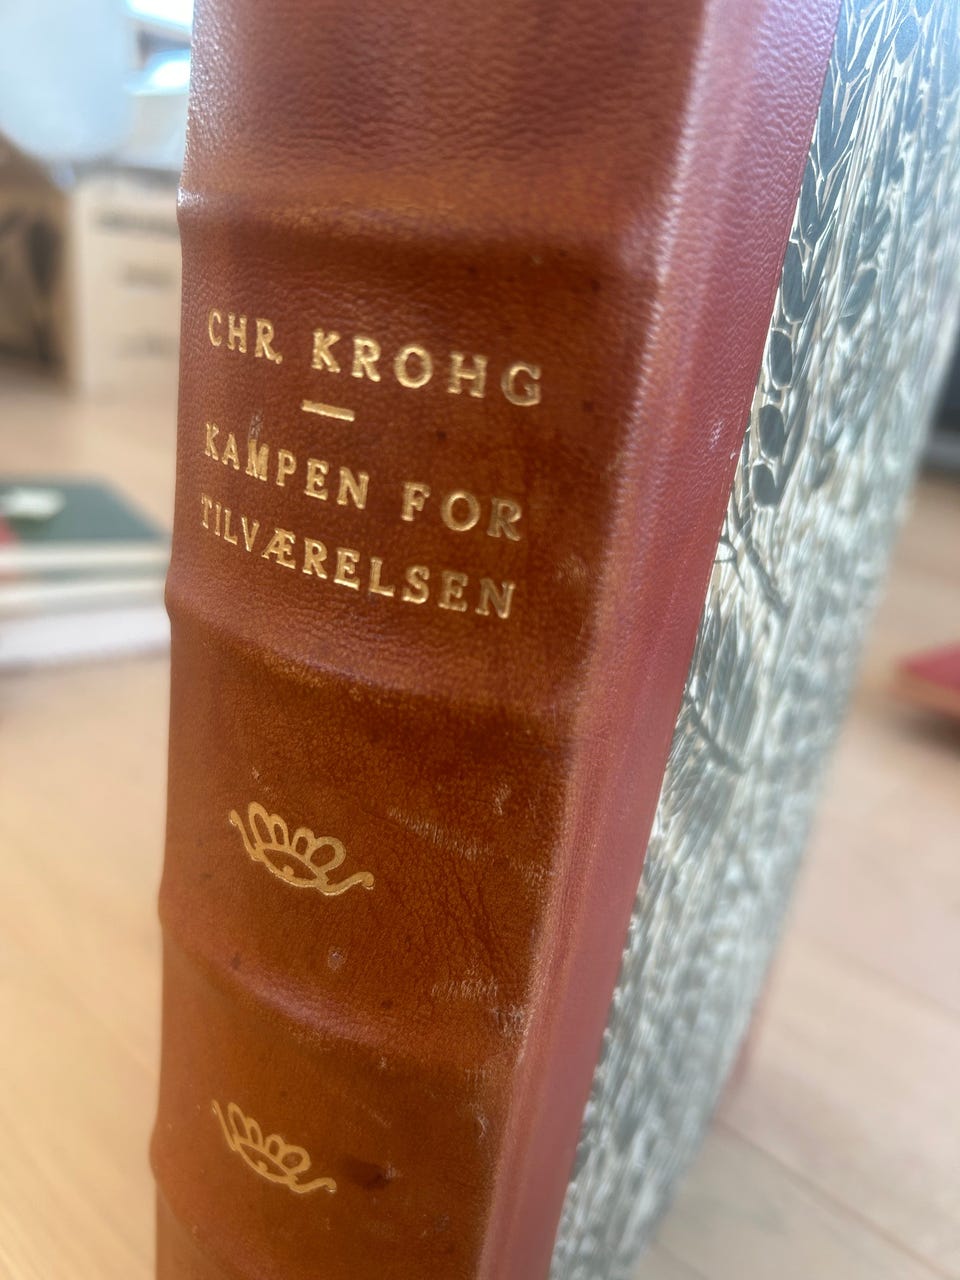 CHR. KROHG
KAMPEN FOR
TILVÆRELSEN